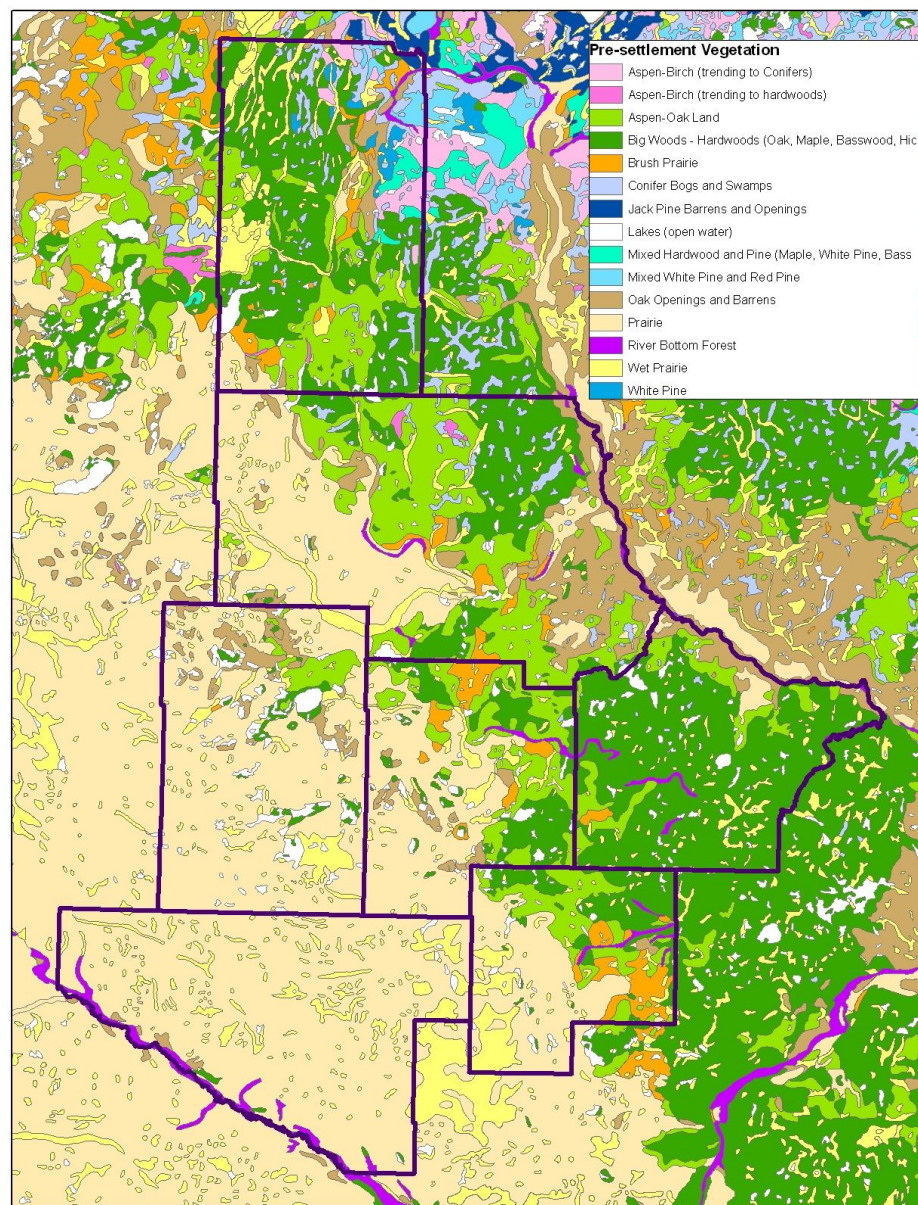 Pre-settlement Vegetation
Aspen-Birch (trending to Conifers)
Aspen-Birch (trending to hardwoods)
Aspen-Oak Land
Big Woods - Hardwoods (Oak, Maple, Basswood, Hic
Brush Prairie
Conifer Bogs and Swamps
Jack Pine Barrens and Openings
Lakes (open water)
Mixed Hardwood and Pine (Maple, White Pine, Bass
Mixed White Pine and Red Pine
Oak Openings and Barrens
Prairie
River Bottom Forest
Wet Prairie
White Pine